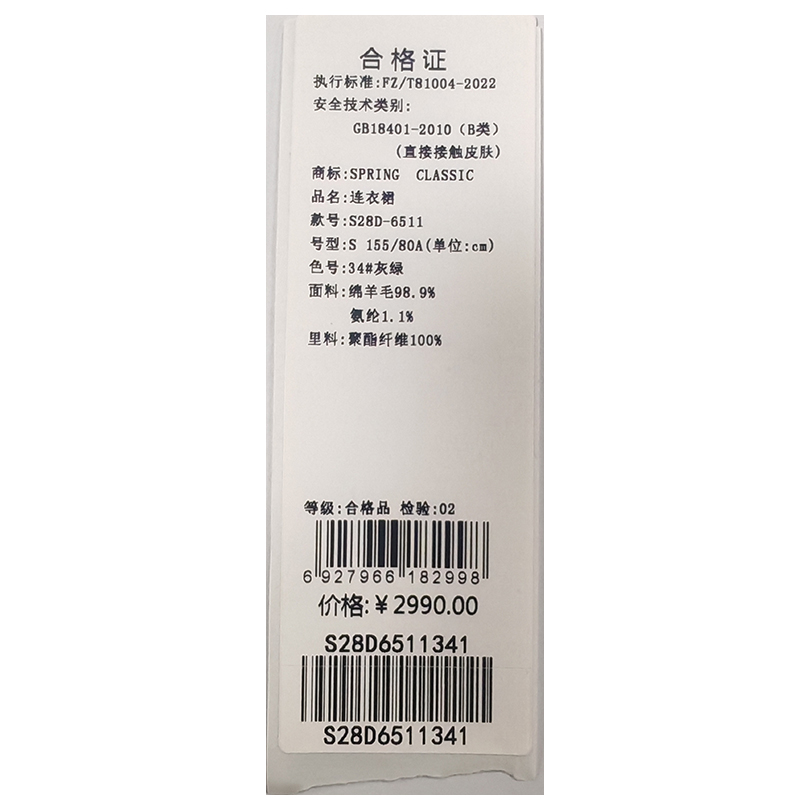 合格证
执行标准:FZ/T81004-2022
安全技术类别:
GB18401-2010（B类）
(直接接触皮肤)
商标:SPRING CLASSIC
品名:连衣裙
款号:S28D-6511
号型:S 155/80A(单位:cm)
色号:34#灰绿
面料:绵羊毛98.9%
氨纶1.1%
里料:聚酯纤维100%
等级:合格品 检验:02
6 927966 182998
价格:¥2990.00
S28D6511341
S28D6511341